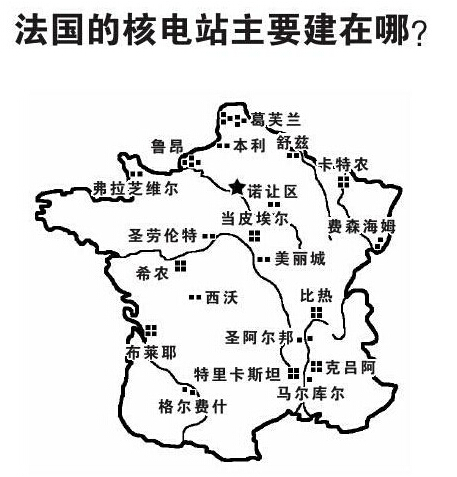 法国的核电站主要建在哪?
葛芙兰
鲁昂
本利
舒兹
卡特农
弗拉芝维尔
诺让区
当皮埃尔
费森海姆
圣劳伦特
美丽城
希农
西沃
比热
圣阿尔邦
布莱耶
特里卡斯坦
克吕阿
格尔费什
马尔库尔